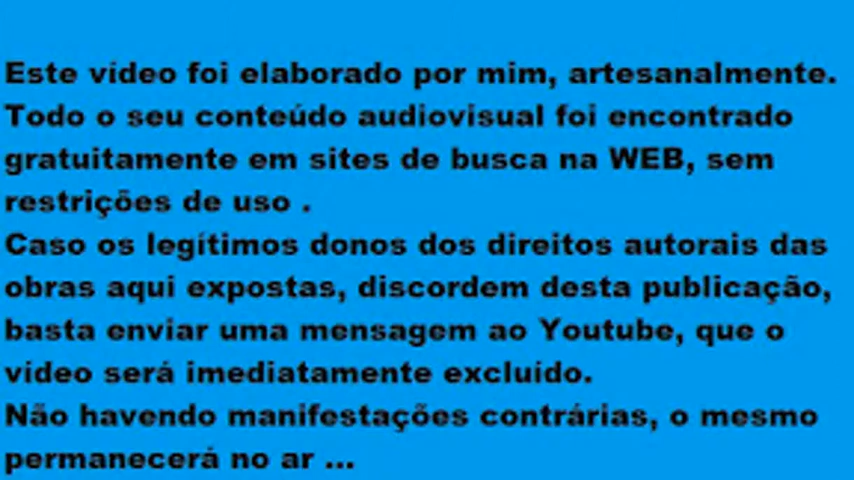 Este vídeo foi elaborado por mim, artesanalmente.
Todo o seu conteúdo audiovisual foi encontrado
gratuitamente em sites de busca na WEB, sem
restrições de uso .
Caso os legítimos donos dos direitos autorais das
obras aqui expostas, discordem desta publicação,
basta enviar uma mensagem ao Youtube, que o
vídeo será imediatamente excluído.
Não havendo manifestações contrárias, o mesmo
permanecerá no ar ...